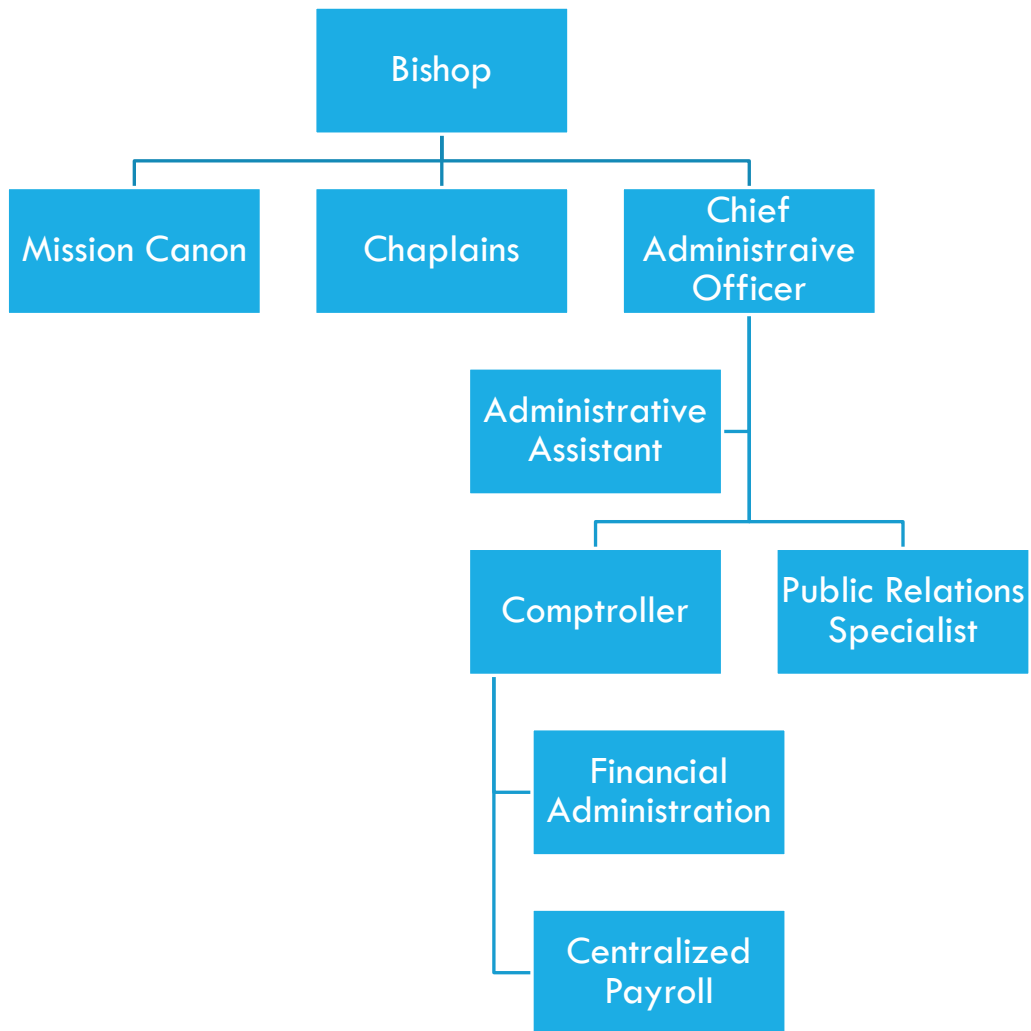 Bishop
Mission Canon
Chaplains
Chief
Administraive
Officer
Administrative
Assistant
Comptroller
Public Relations
Specialist
Financial
Administration
Centralized
Payroll